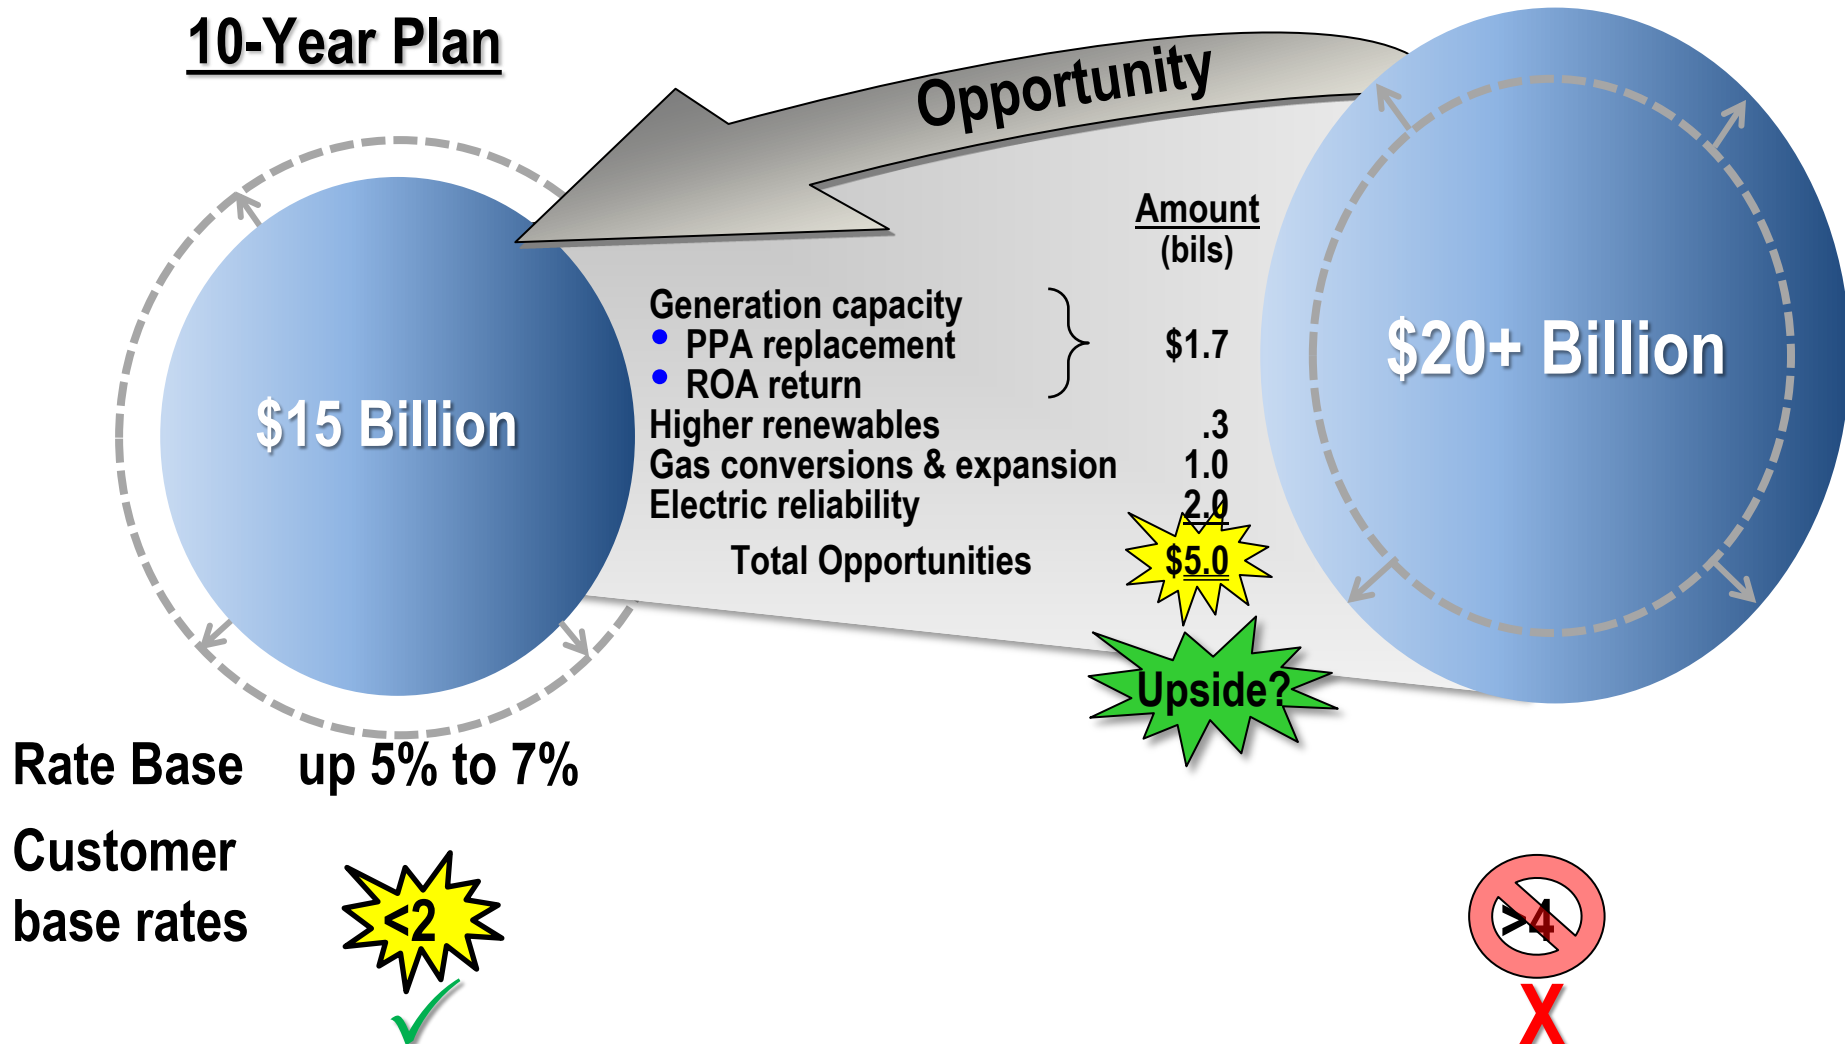 10-Year Plan
Opportunity
Amount
(bils)
Generation capacity
• PPA replacement $1.7
• ROA return
Higher renewables .3
Gas conversions & expansion 1.0
Electric reliability 2.0
Total Opportunities $5.0
$15 Billion
$20+ Billion
Upside?
Rate Base up 5% to 7%
Customer
base rates <2 >4
✓ X